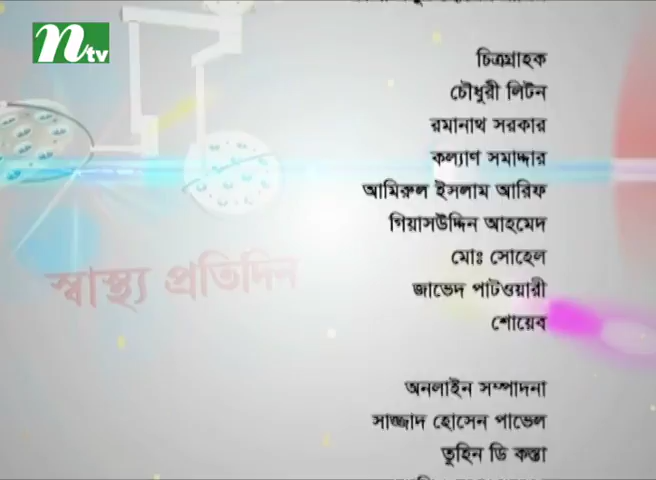 ntv
চিত্রগ্রাহক
চৌধুরী লিটন
রমানাথ সরকার
কল্যাণ সমাদ্দার
আমিরুল ইসলাম আরিফ
গিয়াসউদ্দিন আহমেদ
মোঃ সোহেল
জাভেদ পাটওয়ারী
শোয়েব
স্বাস্থ্য প্রতিদিন
অনলাইন সম্পাদনা
সাজ্জাদ হোসেন পাভেল
তুহিন ডি কস্তা